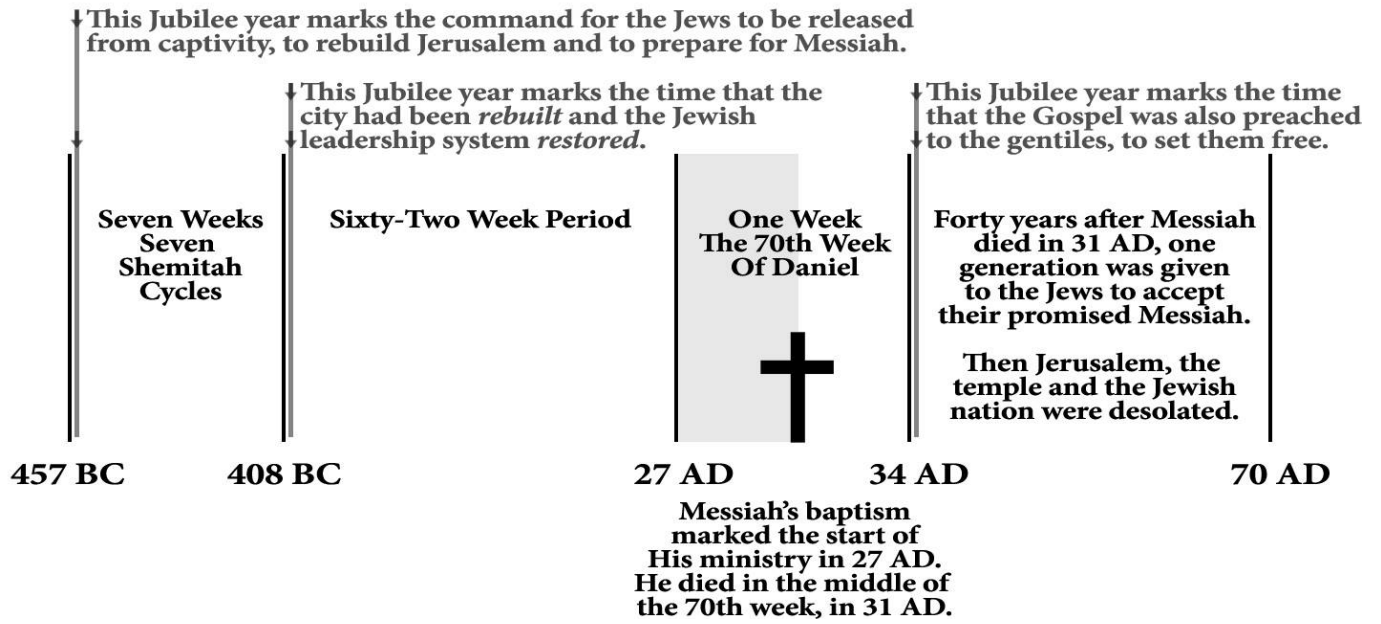 This Jubilee year marks the command for the Jews to be released
from captivity, to rebuild Jerusalem and to prepare for Messiah.
This Jubilee year marks the time that the
city had been rebuilt and the Jewish
leadership system restored.
This Jubilee year marks the time
that the Gospel was also preached
to the gentiles, to set them free.
Seven Weeks
Seven
Shemitah
Cycles
Sixty-Two Week Period
One Week
The 70th Week
Of Daniel
Forty years after Messiah
died in 31 AD, one
generation was given
to the Jews to accept
their promised Messiah.
Then Jerusalem, the
temple and the Jewish
nation were desolated.
457 BC
408 BC
27 AD
34 AD
70 AD
Messiah's baptism
marked the start of
His ministry in 27 AD.
He died in the middle of
the 70th week, in 31 AD.